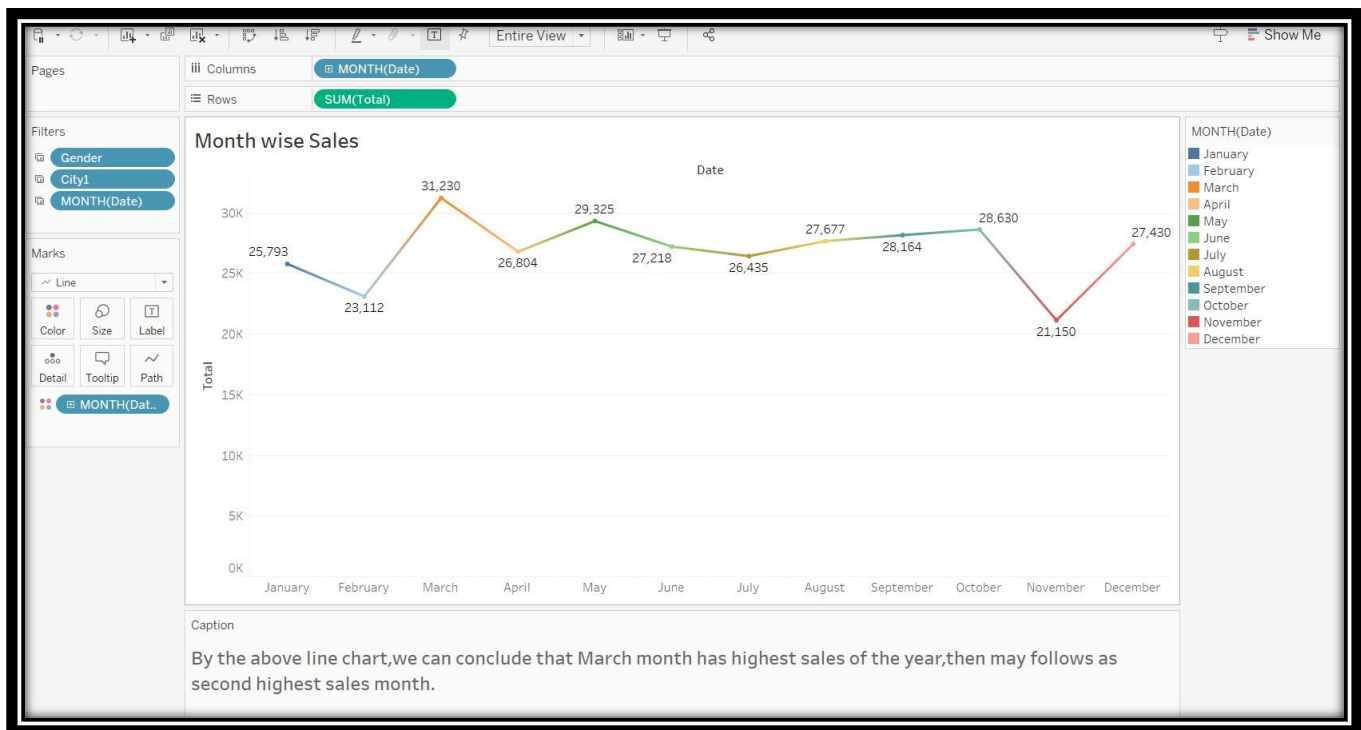 Entire View
Show Me
Pages
Columns
MONTH(Date)
Rows
SUM(Total)
Filters
Gender
City1
MONTH(Date)
Marks
Line
Color Size Label
Detail Tooltip Path
MONTH(Dat..
Month wise Sales
Date
Total
30K
25K
20K
15K
10K
5K
0K
25,793
23,112
31,230
26,804
29,325
27,218
26,435
27,677
28,164
28,630
21,150
27,430
January February March April May June July August September October November December
MONTH(Date)
January
February
March
April
May
June
July
August
September
October
November
December
Caption
By the above line chart,we can conclude that March month has highest sales of the year,then may follows as
second highest sales month.